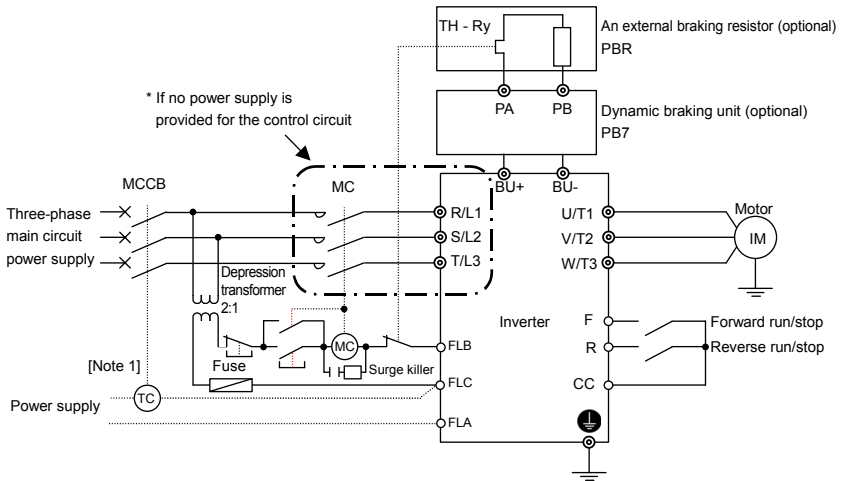 TH - Ry
An external braking resistor (optional)
PBR
PA
PB
* If no power supply is
provided for the control circuit
Dynamic braking unit (optional)
PB7
MCCB
MC
BU+
BU-
Three-phase
main circuit
power supply
R/L1
S/L2
T/L3
U/T1
V/T2
W/T3
Motor
IM
Depression
transformer
2:1
Inverter
F
Forward run/stop
R
Reverse run/stop
MC
FLB
[Note 1]
Fuse
Surge killer
FLC
CC
TC
Power supply
FLA